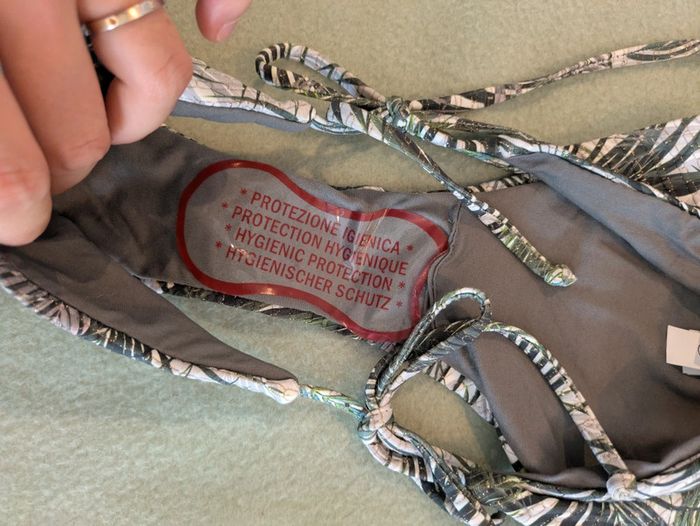 * PROTEZIONE IGIENICA *
* PROTECTION HYGIÉNIQUE *
* HYGIENIC PROTECTION *
HYGIENISCHER SCHUTZ *